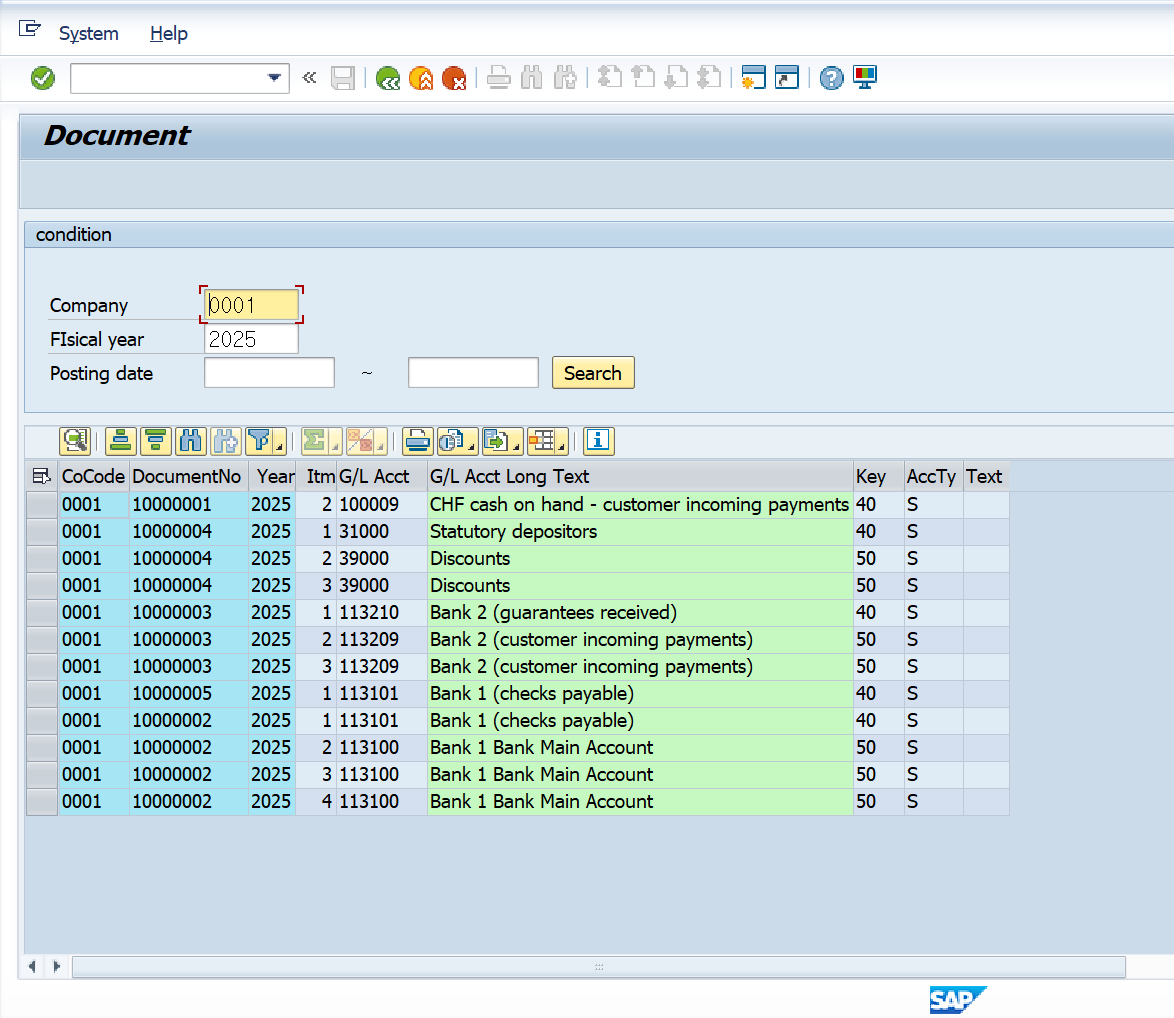 System Help
Document
condition
Company 0001
FIsical year 2025
Posting date ~ Search
CoCode DocumentNo Year Itm G/L Acct G/L Acct Long Text Key AccTy Text
0001 10000001 2025 2 100009 CHF cash on hand - customer incoming payments 40 S
0001 10000004 2025 1 31000 Statutory depositors 40 S
0001 10000004 2025 2 39000 Discounts 50 S
0001 10000004 2025 3 39000 Discounts 50 S
0001 10000003 2025 1 113210 Bank 2 (guarantees received) 40 S
0001 10000003 2025 2 113209 Bank 2 (customer incoming payments) 50 S
0001 10000003 2025 3 113209 Bank 2 (customer incoming payments) 50 S
0001 10000005 2025 1 113101 Bank 1 (checks payable) 40 S
0001 10000002 2025 1 113101 Bank 1 (checks payable) 40 S
0001 10000002 2025 2 113100 Bank 1 Bank Main Account 50 S
0001 10000002 2025 3 113100 Bank 1 Bank Main Account 50 S
0001 10000002 2025 4 113100 Bank 1 Bank Main Account 50 S
SAP